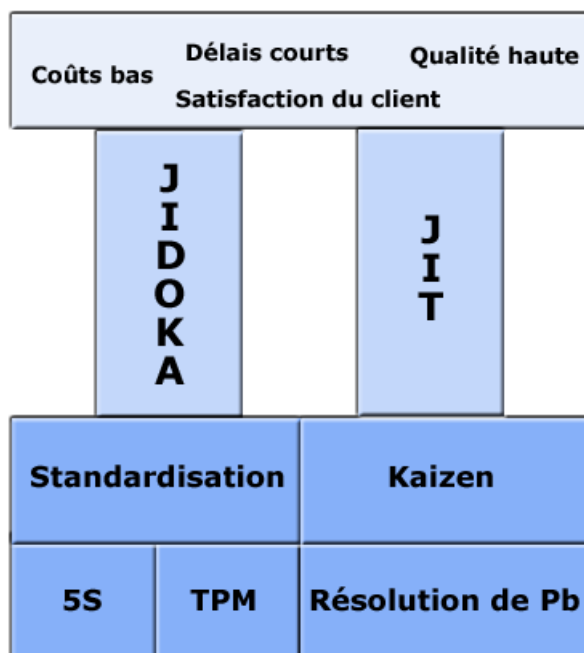 Coûts bas
Délais courts
Qualité haute
Satisfaction du client
JIDOKA
JIT
Standardisation
Kaizen
5S
TPM
Résolution de Pb